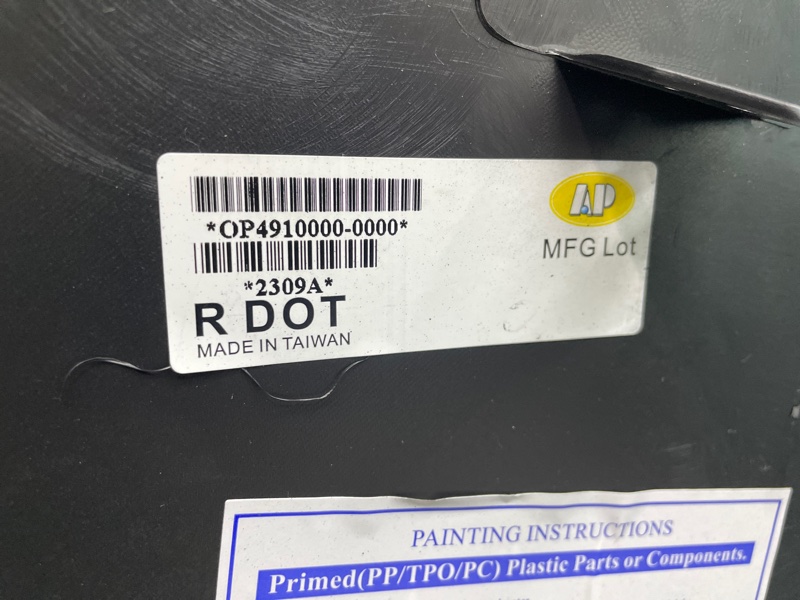 *OP4910000-0000*
*2309A*
R DOT
MADE IN TAIWAN
AP
MFG Lot
PAINTING INSTRUCTIONS
Primed(PP/TPO/PC) Plastic Parts or Components.